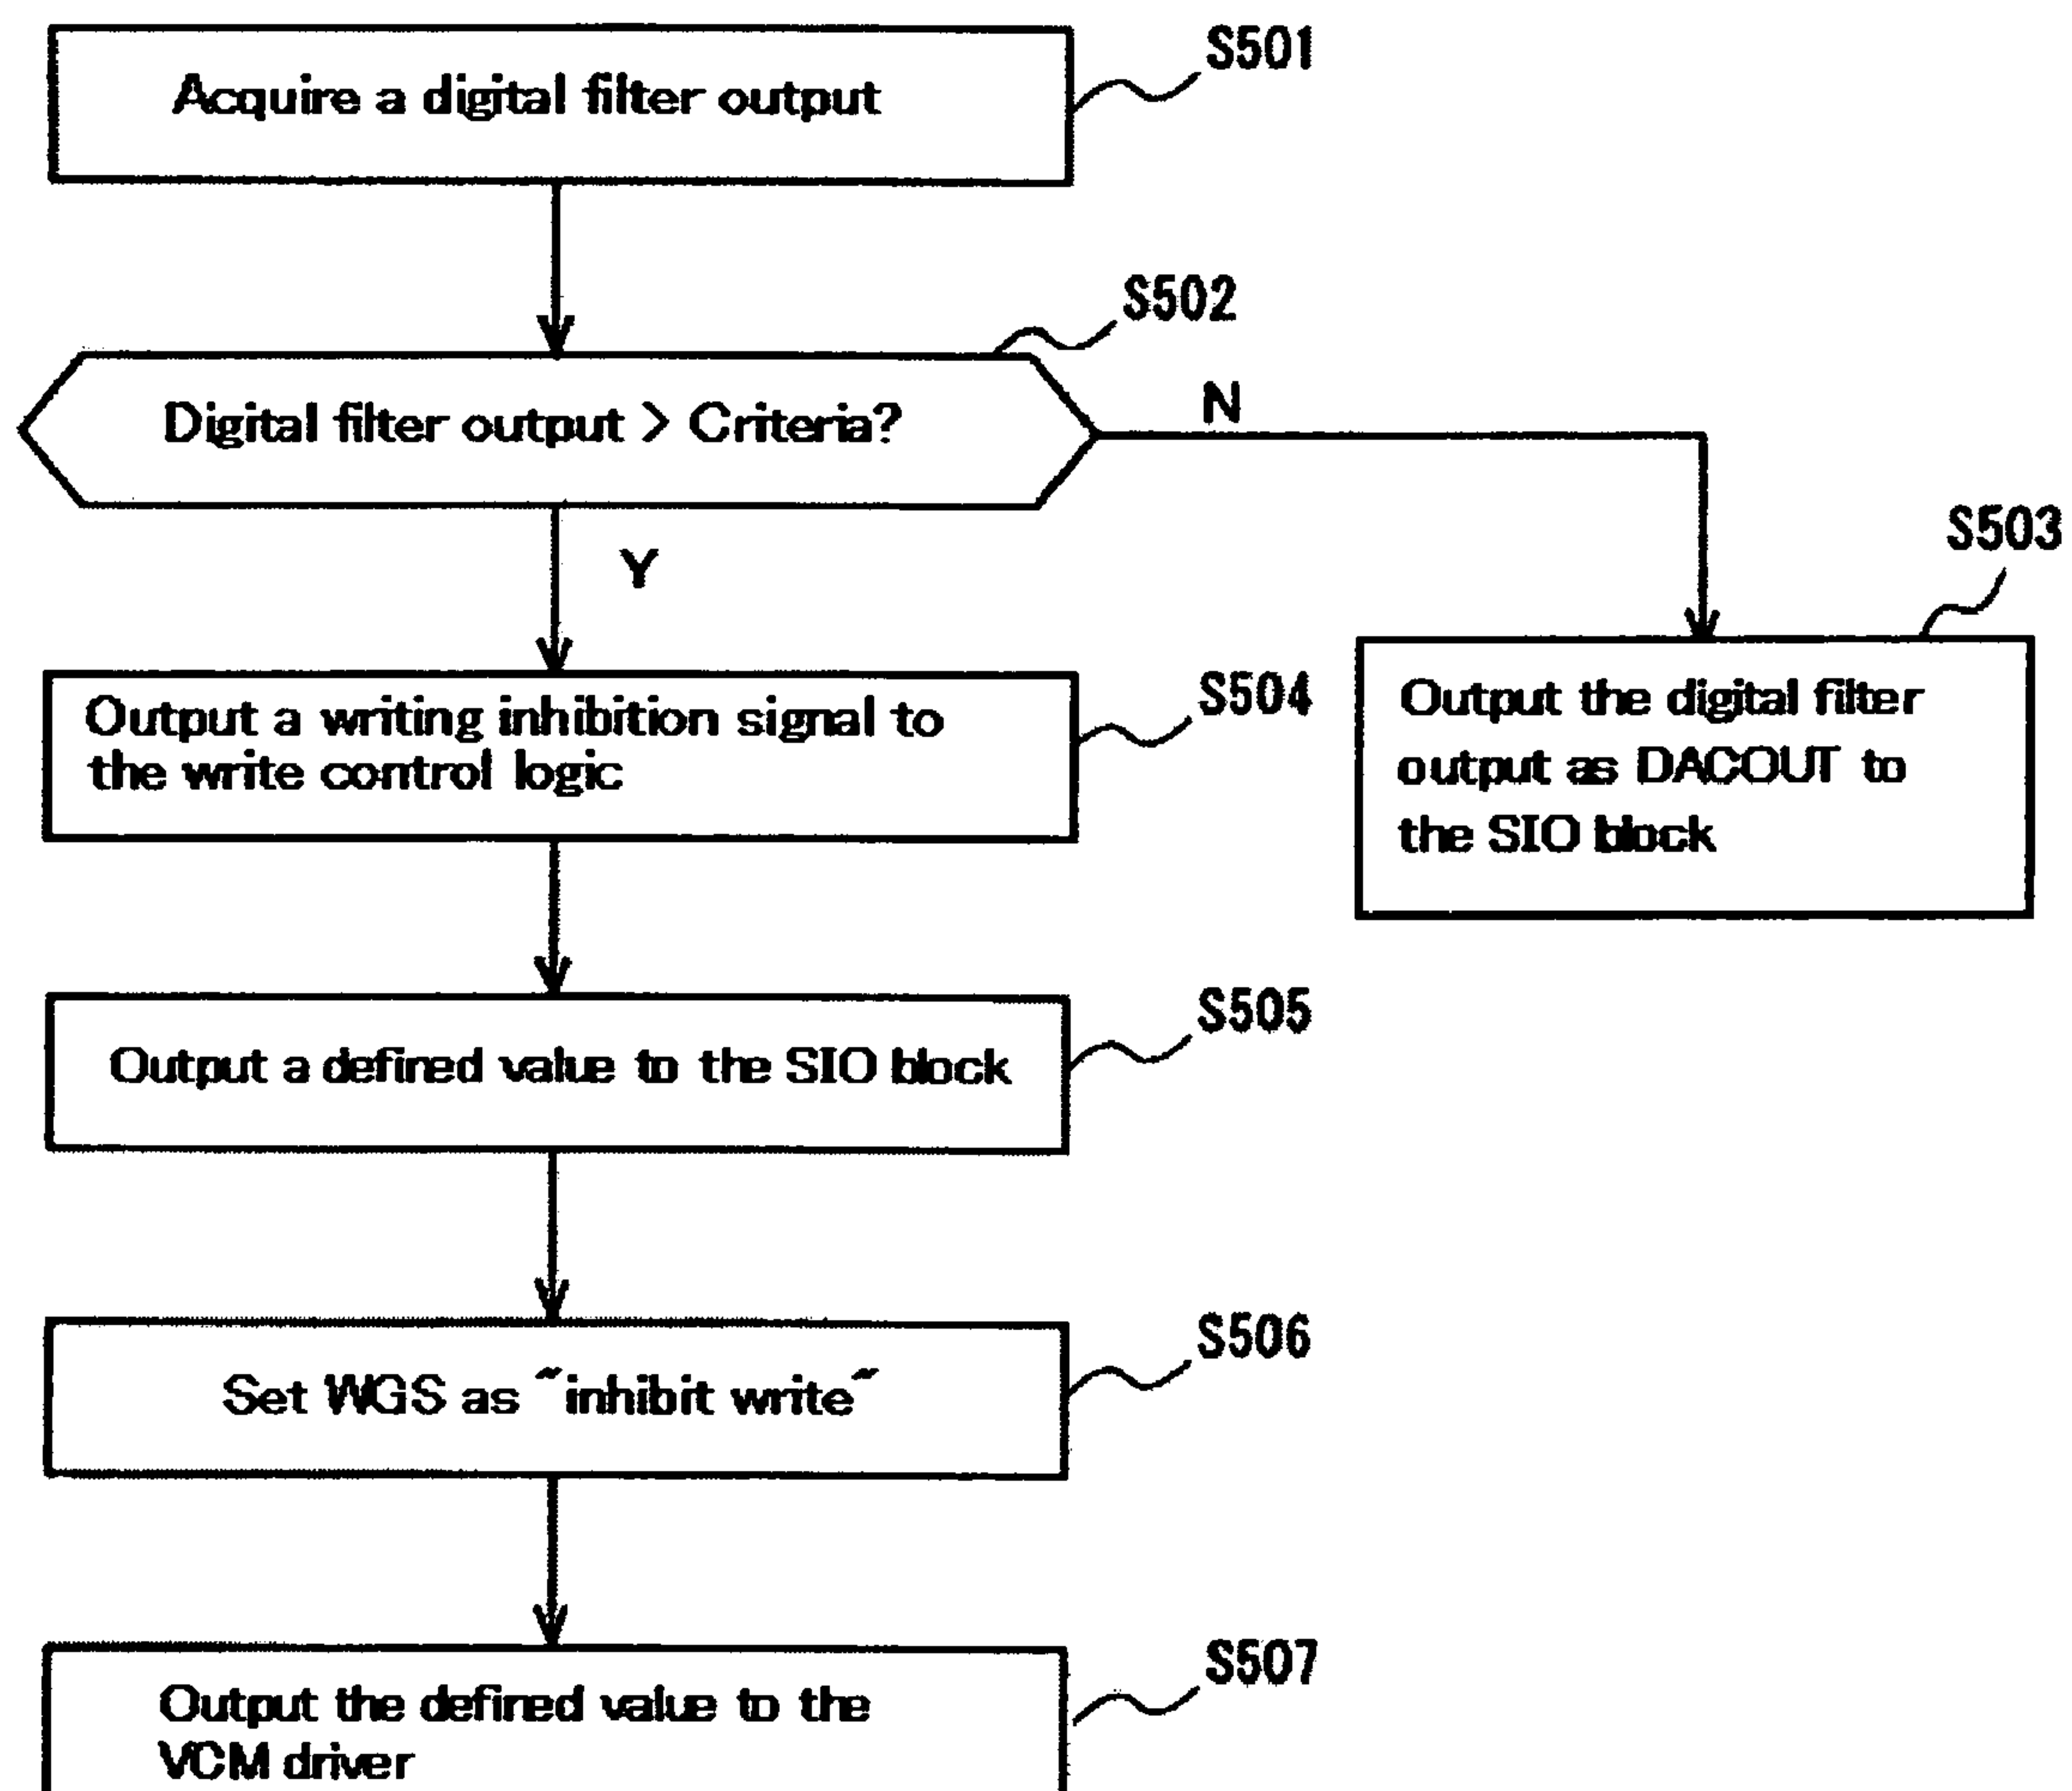 S501
Acquire a digital filter output
S502
Digital filter output > Criteria?
N
Y
S503
Output the digital filter
output as DACOUT to
the SIO block
S504
Output a writing inhibition signal to
the write control logic
S505
Output a defined value to the SIO block
S506
Set WGS as ˝inhibit write˝
S507
Output the defined value to the
VCM driver